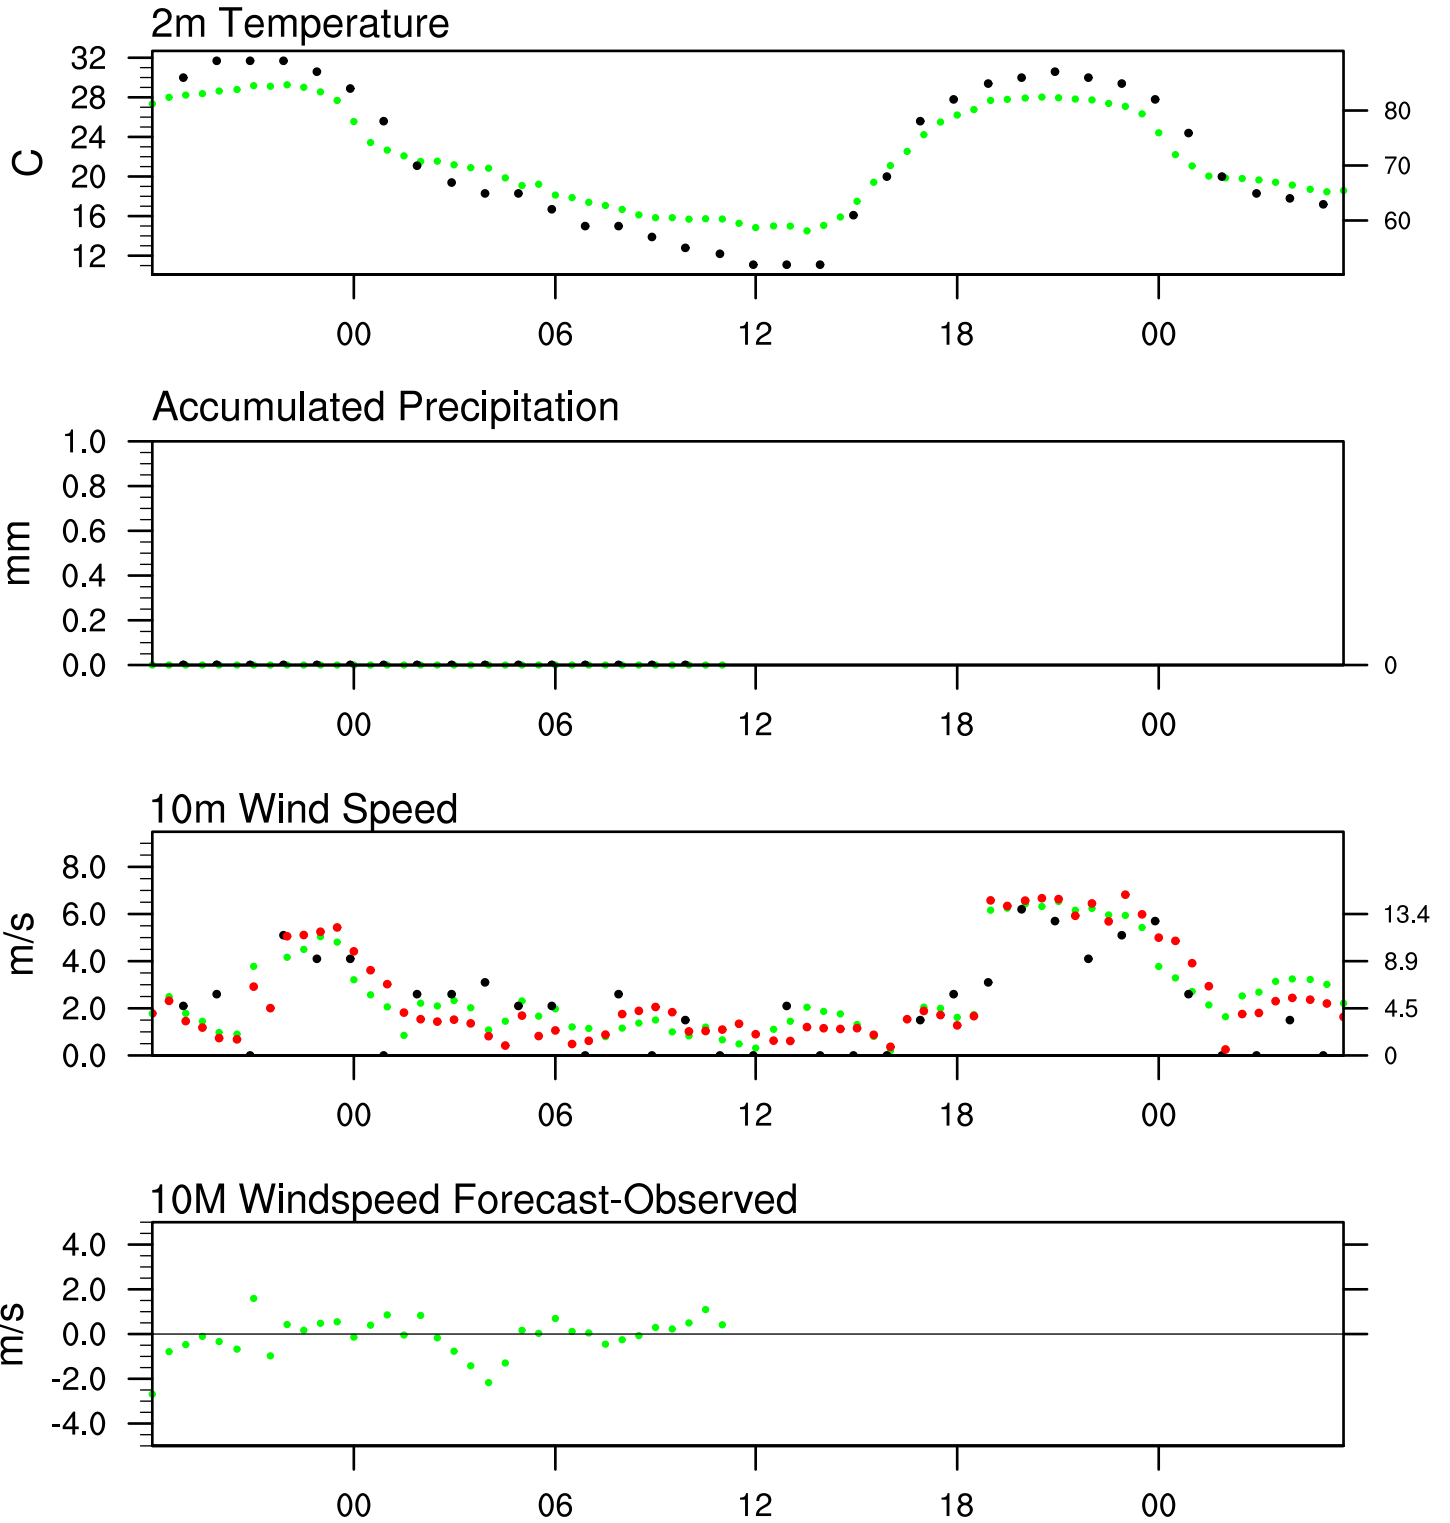 2m Temperature
32
28
24
20
16
12
C
80
70
60
00 06 12 18 00
Accumulated Precipitation
1.0
0.8
0.6
0.4
0.2
0.0
mm
0
00 06 12 18 00
10m Wind Speed
8.0
6.0
4.0
2.0
0.0
m/s
13.4
8.9
4.5
0
00 06 12 18 00
10M Windspeed Forecast-Observed
4.0
2.0
0.0
-2.0
-4.0
m/s
00 06 12 18 00